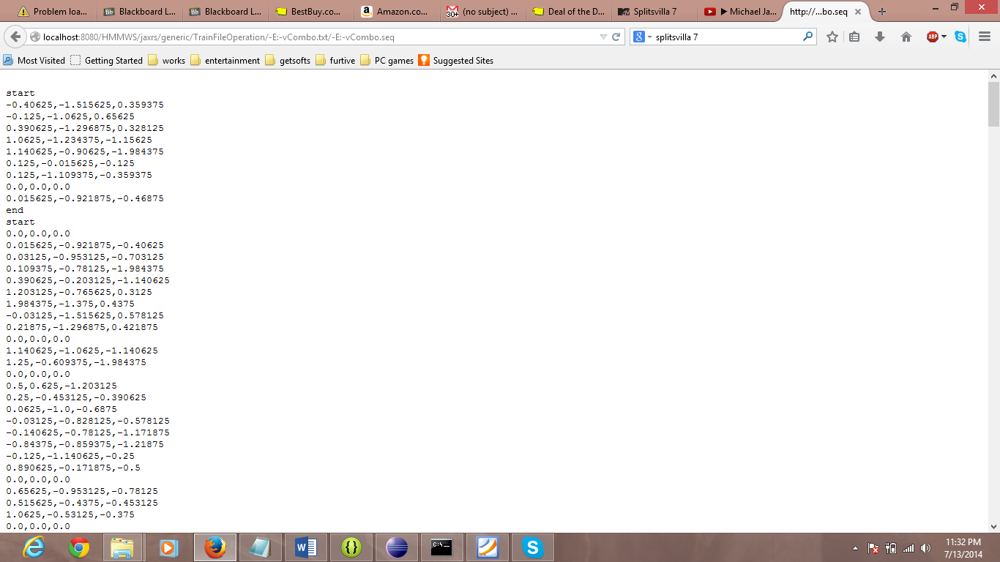 Problem loa...
Blackboard L...
Blackboard L...
BestBuy.co...
Amazon.co...
(no subject) ...
Deal of the D...
Splitsvilla 7
▶ Michael Ja...
http://...bo.seq
localhost:8080/HMMWS/jaxrs/generic/TrainFileOperation/-E:-vCombo.txt/-E:-vCombo.seq
splitsvilla 7
Most Visited
Getting Started
works
entertainment
getsofts
furtive
PC games
Suggested Sites
start
-0.40625,-1.515625,0.359375
-0.125,-1.0625,0.65625
0.390625,-1.296875,0.328125
1.0625,-1.234375,-1.15625
1.140625,-0.90625,-1.984375
0.125,-0.015625,-0.125
0.125,-1.109375,-0.359375
0.0,0.0,0.0
0.015625,-0.921875,-0.46875
end
start
0.0,0.0,0.0
0.015625,-0.921875,-0.40625
0.03125,-0.953125,-0.703125
0.109375,-0.78125,-1.984375
0.390625,-0.203125,-1.140625
1.203125,-0.765625,0.3125
1.984375,-1.375,0.4375
-0.03125,-1.515625,0.578125
0.21875,-1.296875,0.421875
0.0,0.0,0.0
1.140625,-1.0625,-1.140625
1.25,-0.609375,-1.984375
0.0,0.0,0.0
0.5,0.625,-1.203125
0.25,-0.453125,-0.390625
0.0625,-1.0,-0.6875
-0.03125,-0.828125,-0.578125
-0.140625,-0.78125,-1.171875
-0.84375,-0.859375,-1.21875
-0.125,-1.140625,-0.25
0.890625,-0.171875,-0.5
0.0,0.0,0.0
0.65625,-0.953125,-0.78125
0.515625,-0.4375,-0.453125
1.0625,-0.53125,-0.375
0.0,0.0,0.0
11:32 PM
7/13/2014